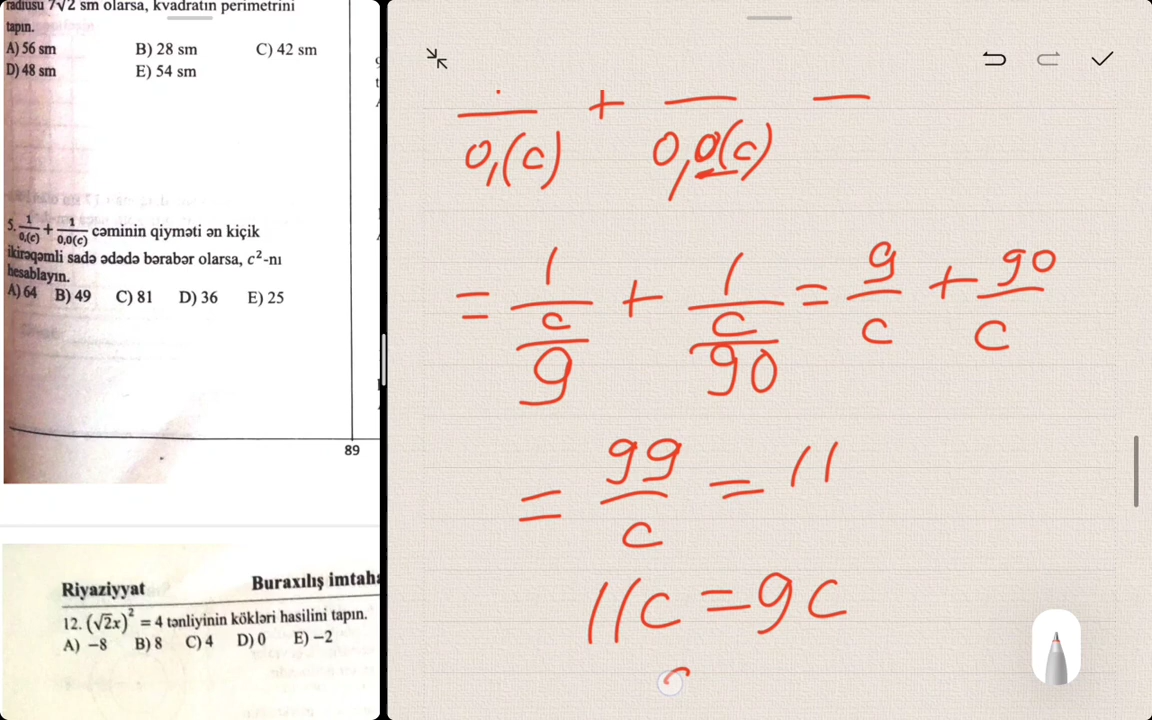 radiusu 7√2 sm olarsa, kvadratın perimetrini
tapın.
A) 56 sm B) 28 sm C) 42 sm
D) 48 sm E) 54 sm
5. 1/0,(c) + 1/0,0(c) cəminin qiyməti ən kiçik
ikirəqəmli sadə ədədə bərabər olarsa, c²-nı
hesablayın.
A) 64 B) 49 C) 81 D) 36 E) 25
89
Riyaziyyat Buraxılış imtaha
12. (√2x)² = 4 tənliyinin kökləri hasilini tapın.
A) −8 B) 8 C) 4 D) 0 E) −2
0,(c) + 0,0(c)
= 1/(c/9) + 1/(c/90) = 9/c + 90/c
= 99/c = 11
11c = 9c